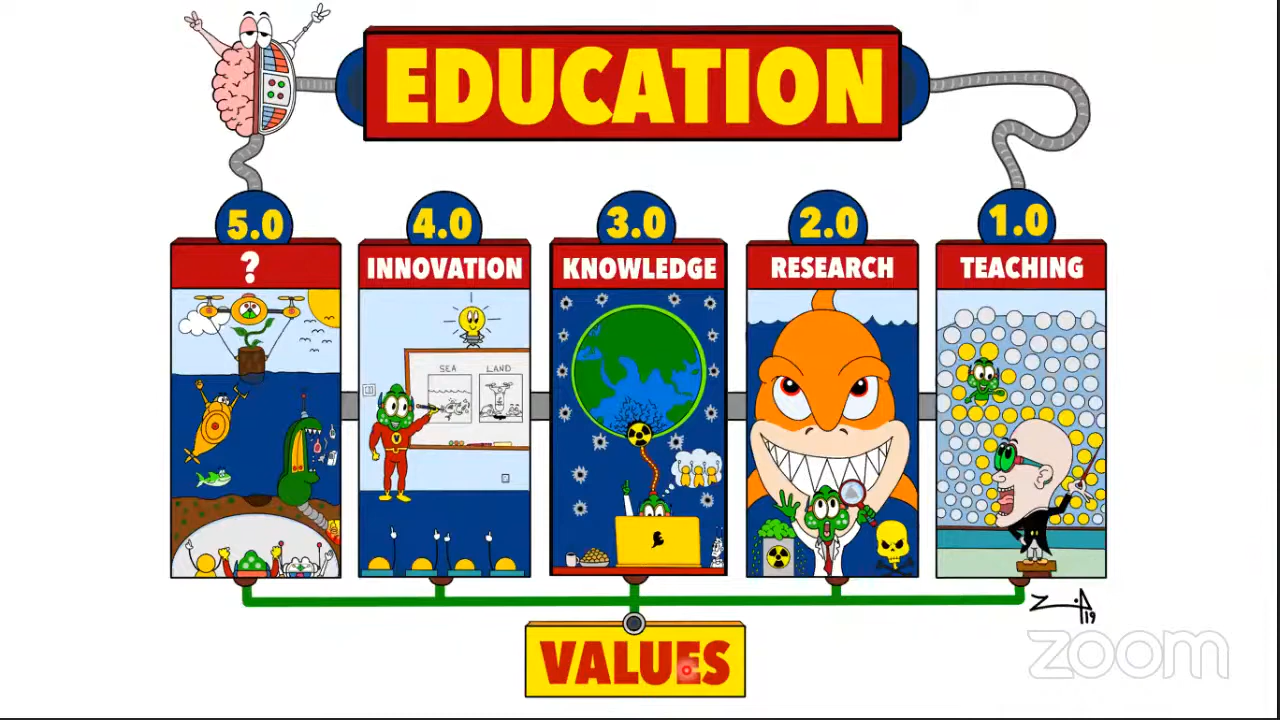 EDUCATION
5.0
4.0
3.0
2.0
1.0
?
INNOVATION
KNOWLEDGE
RESEARCH
TEACHING
SEA
LAND
VALUES
zoom